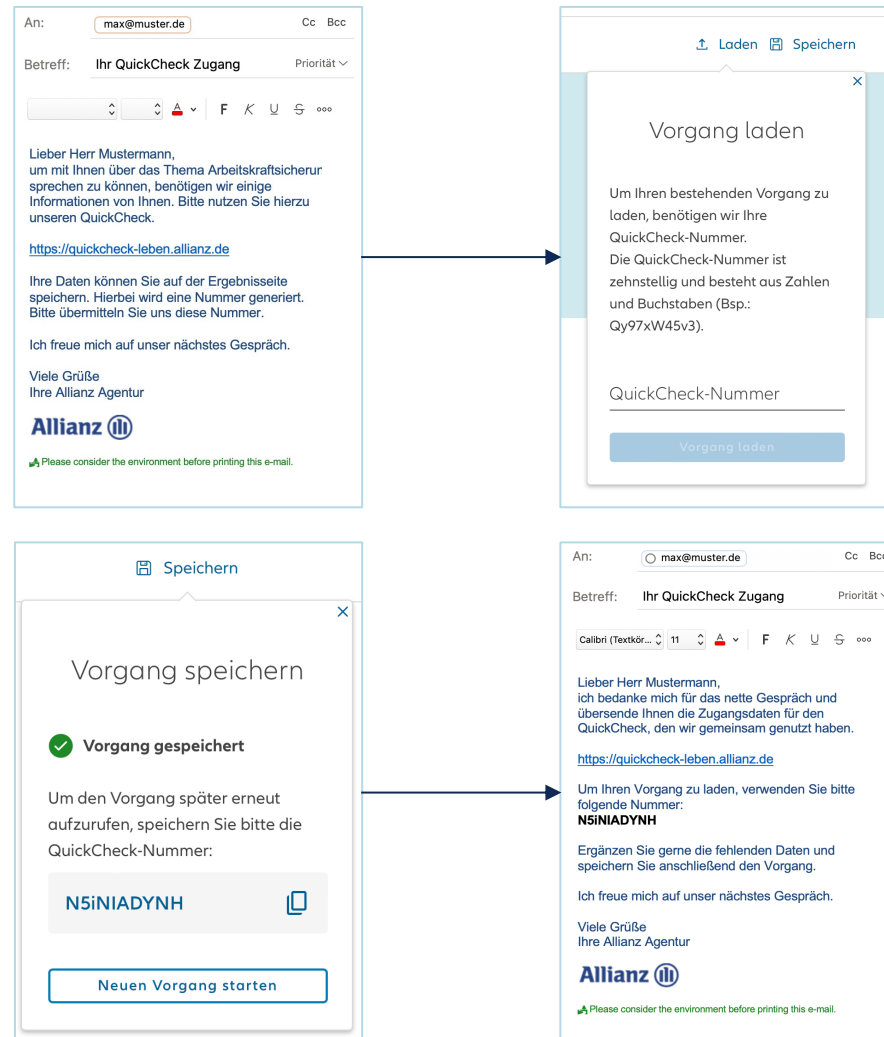 An: max@muster.de Cc Bcc
Betreff: Ihr QuickCheck Zugang Priorität
A F K U S
Lieber Herr Mustermann,
um mit Ihnen über das Thema Arbeitskraftsicherur
sprechen zu können, benötigen wir einige
Informationen von Ihnen. Bitte nutzen Sie hierzu
unseren QuickCheck.
https://quickcheck-leben.allianz.de
Ihre Daten können Sie auf der Ergebnisseite
speichern. Hierbei wird eine Nummer generiert.
Bitte übermitteln Sie uns diese Nummer.
Ich freue mich auf unser nächstes Gespräch.
Viele Grüße
Ihre Allianz Agentur
Allianz
Please consider the environment before printing this e-mail.
Laden Speichern
Vorgang laden
Um Ihren bestehenden Vorgang zu
laden, benötigen wir Ihre
QuickCheck-Nummer.
Die QuickCheck-Nummer ist
zehnstellig und besteht aus Zahlen
und Buchstaben (Bsp.:
Qy97xW45v3).
QuickCheck-Nummer
Vorgang laden
Speichern
Vorgang speichern
Vorgang gespeichert
Um den Vorgang später erneut
aufzurufen, speichern Sie bitte die
QuickCheck-Nummer:
N5iNIADYNH
Neuen Vorgang starten
An: max@muster.de Cc Bcc
Betreff: Ihr QuickCheck Zugang Priorität
Calibri (Textkör... 11 A F K U S
Lieber Herr Mustermann,
ich bedanke mich für das nette Gespräch und
übersende Ihnen die Zugangsdaten für den
QuickCheck, den wir gemeinsam genutzt haben.
https://quickcheck-leben.allianz.de
Um Ihren Vorgang zu laden, verwenden Sie bitte
folgende Nummer:
N5iNIADYNH
Ergänzen Sie gerne die fehlenden Daten und
speichern Sie anschließend den Vorgang.
Ich freue mich auf unser nächstes Gespräch.
Viele Grüße
Ihre Allianz Agentur
Allianz
Please consider the environment before printing this e-mail.